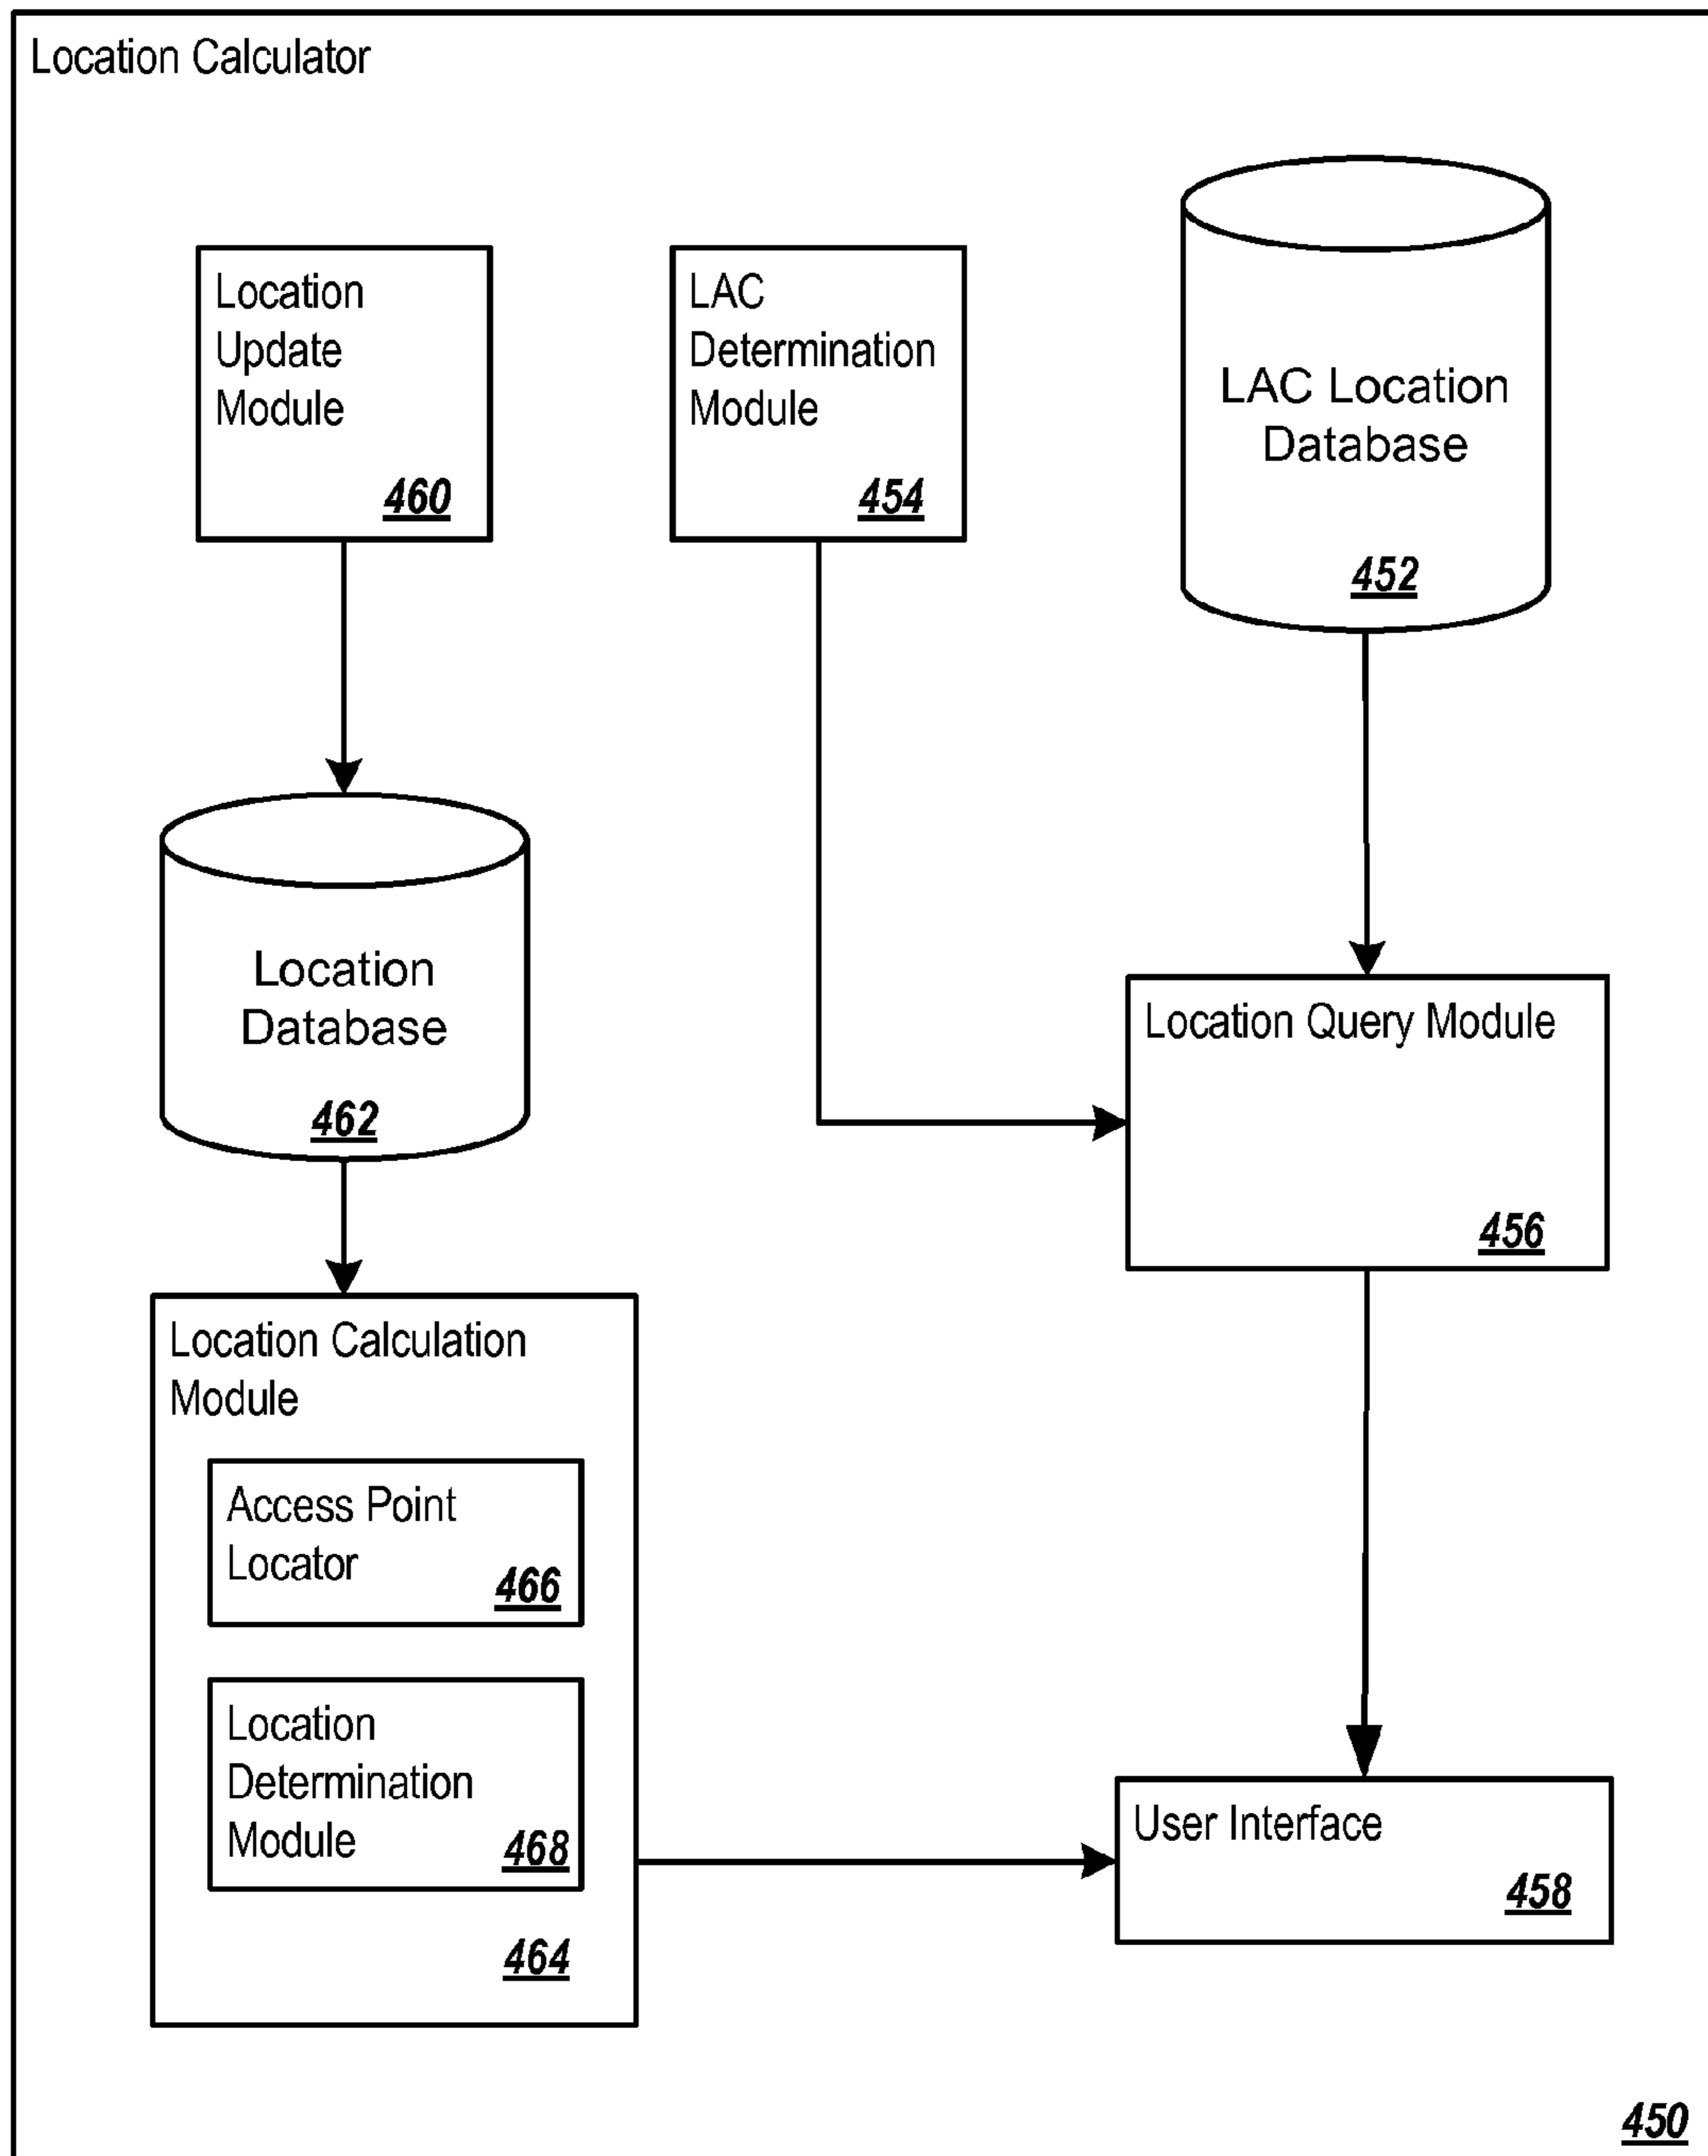 Location Calculator
Location
Update
Module
460
LAC
Determination
Module
454
LAC Location
Database
452
Location
Database
462
Location Query Module
456
Location Calculation
Module
Access Point
Locator
466
Location
Determination
Module
468
464
User Interface
458
450